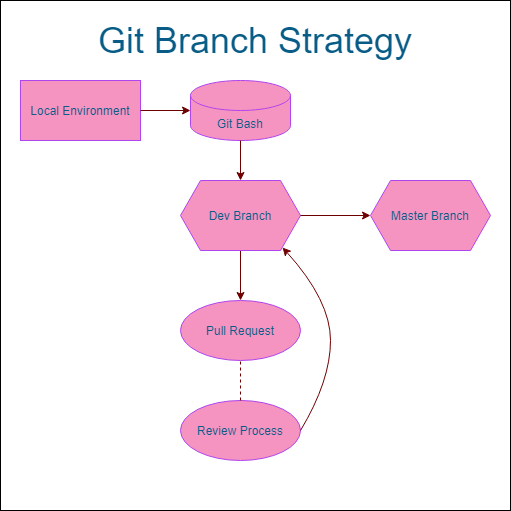 Git Branch Strategy
Local Environment
Git Bash
Dev Branch
Master Branch
Pull Request
Review Process